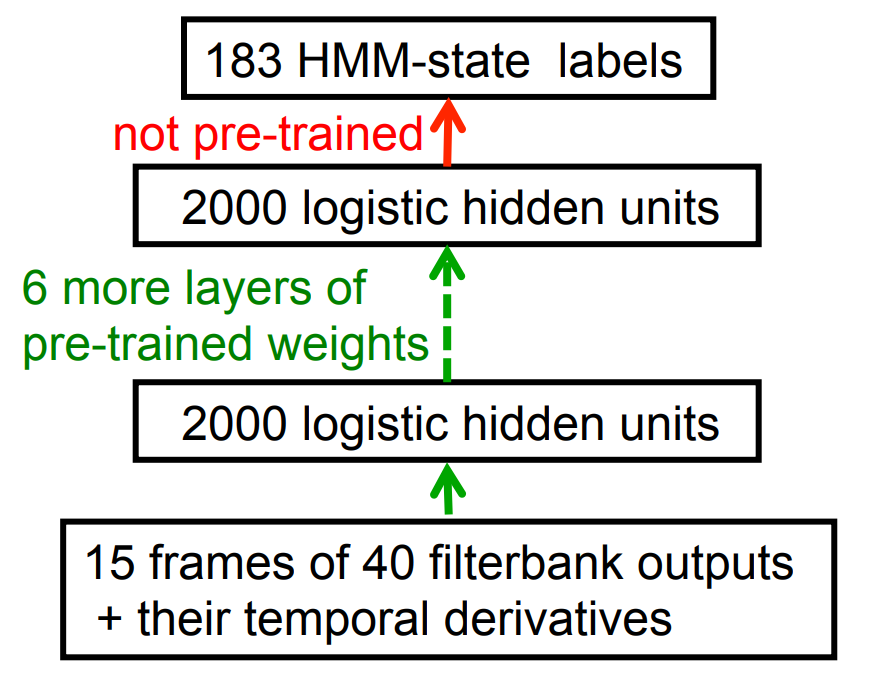 183 HMM-state labels
not pre-trained
2000 logistic hidden units
6 more layers of
pre-trained weights
2000 logistic hidden units
15 frames of 40 filterbank outputs
+ their temporal derivatives